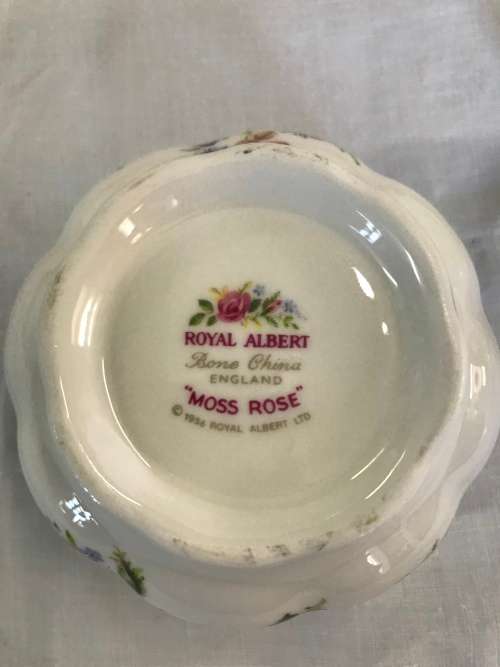 ROYAL ALBERT
Bone China
ENGLAND
"MOSS ROSE"
© 1956 ROYAL ALBERT LTD